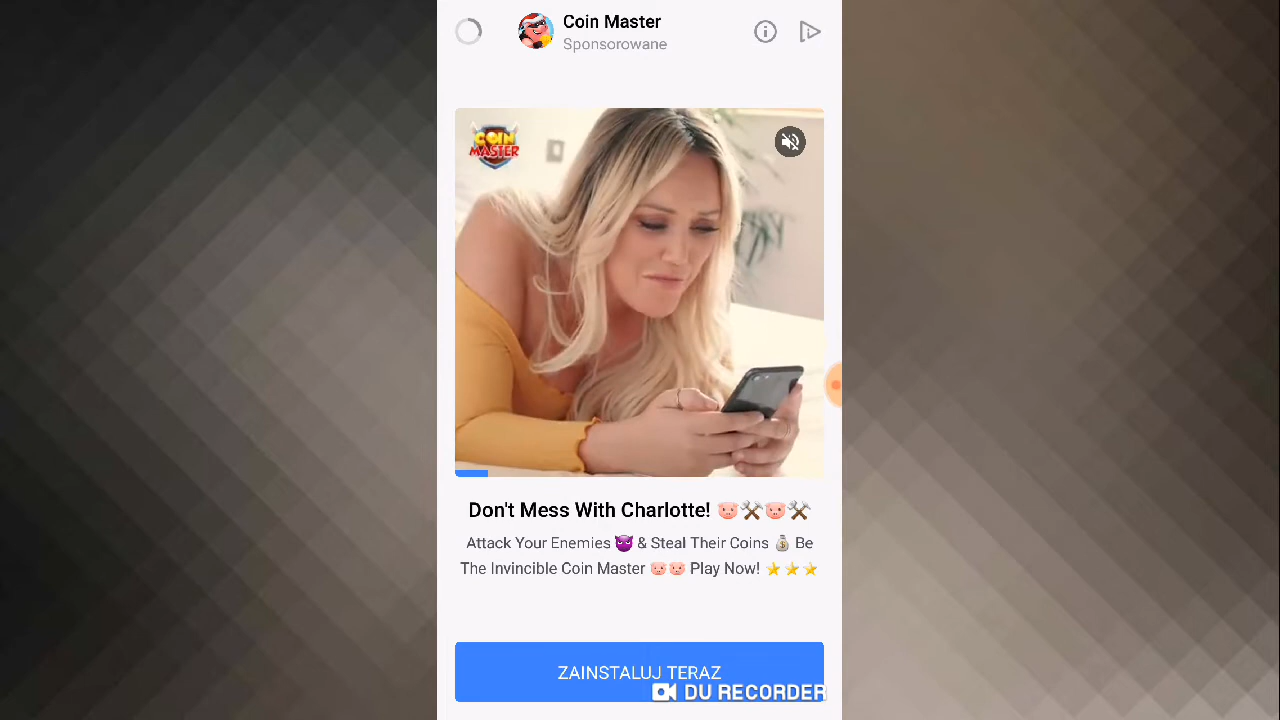 Coin Master
Sponsorowane
COIN
MASTER
Don't Mess With Charlotte! 🐷⚒️🐷⚒️
Attack Your Enemies 😈 & Steal Their Coins 💰 Be
The Invincible Coin Master 🐷🐷 Play Now! ⭐⭐⭐
ZAINSTALUJ TERAZ
DU RECORDER